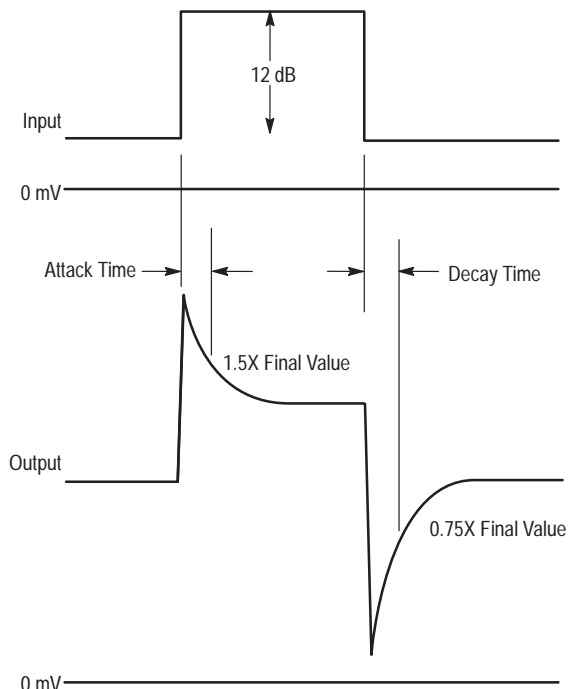 12 dB
Input
0 mV
Attack Time
Decay Time
1.5X Final Value
Output
0.75X Final Value
0 mV